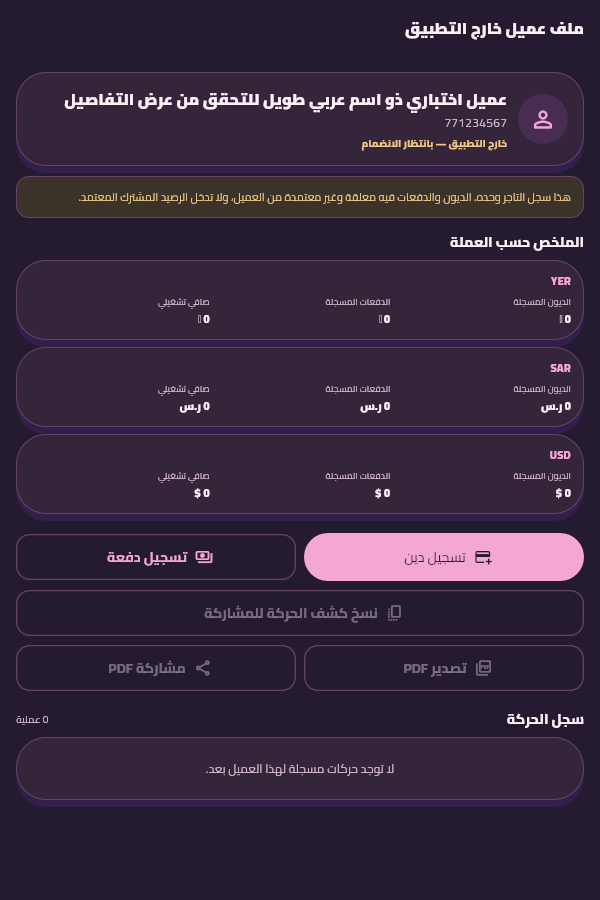 ملف عميل خارج التطبيق
عميل اختباري ذو اسم عربي طويل للتحقق من عرض التفاصيل
771234567
خارج التطبيق — بانتظار الانضمام
هذا سجل التاجر وحده. الديون والدفعات فيه معلقة وغير معتمدة من العميل، ولا تدخل الرصيد المشترك المعتمد.
الملخص حسب العملة
YER
الديون المسجلة الدفعات المسجلة صافي تشغيلي
0 0 0
SAR
الديون المسجلة الدفعات المسجلة صافي تشغيلي
0 ر.س 0 ر.س 0 ر.س
USD
الديون المسجلة الدفعات المسجلة صافي تشغيلي
0 $ 0 $ 0 $
تسجيل دين تسجيل دفعة
نسخ كشف الحركة للمشاركة
تصدير PDF مشاركة PDF
سجل الحركة 0 عملية
لا توجد حركات مسجلة لهذا العميل بعد.